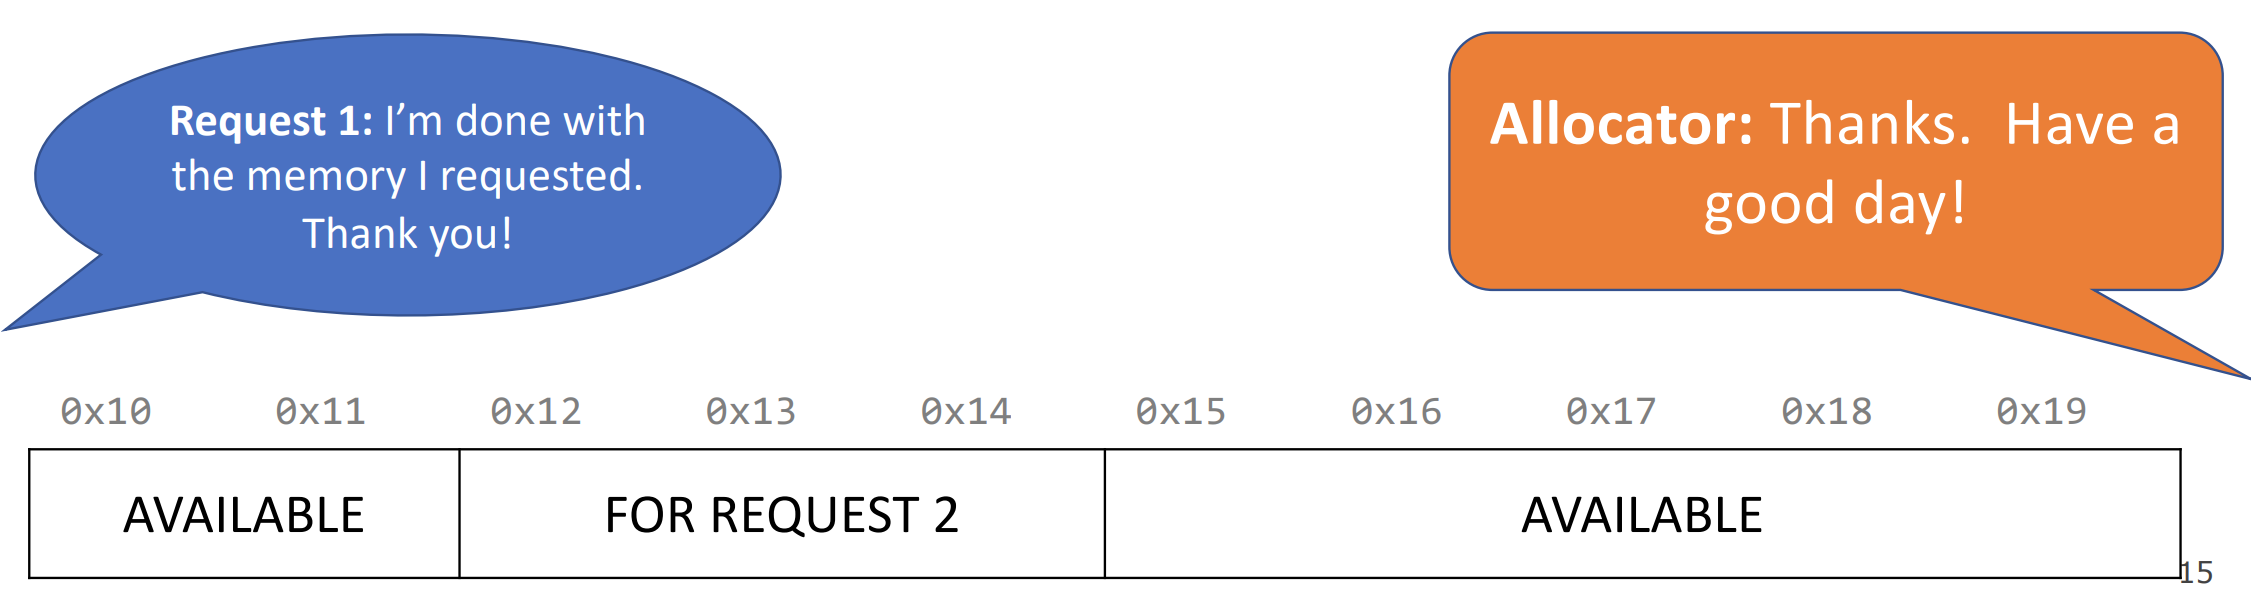 Request 1: I’m done with
the memory I requested.
Thank you!
Allocator: Thanks.  Have a
good day!
0x10 0x11 0x12 0x13 0x14 0x15 0x16 0x17 0x18 0x19
AVAILABLE FOR REQUEST 2 AVAILABLE
15